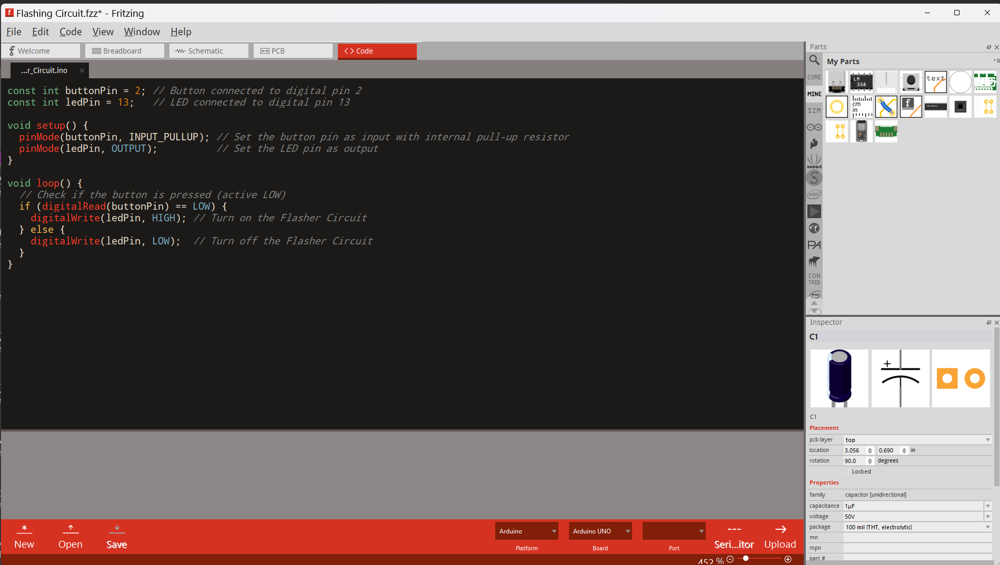 Flashing Circuit.fzz* - Fritzing
File Edit Code View Window Help
Welcome
Breadboard
Schematic
PCB
<> Code
...r_Circuit.ino
const int buttonPin = 2; // Button connected to digital pin 2
const int ledPin = 13;   // LED connected to digital pin 13
void setup() {
  pinMode(buttonPin, INPUT_PULLUP); // Set the button pin as input with internal pull-up resistor
  pinMode(ledPin, OUTPUT);          // Set the LED pin as output
}
void loop() {
  // Check if the button is pressed (active LOW)
  if (digitalRead(buttonPin) == LOW) {
    digitalWrite(ledPin, HIGH); // Turn on the Flasher Circuit
  } else {
    digitalWrite(ledPin, LOW);  // Turn off the Flasher Circuit
  }
}
New
Open
Save
Arduino
Platform
Arduino UNO
Board
Port
Seri...itor
Upload
452 %
Parts
My Parts
CORE
MINE
SIM
seeed
intel
PA
CON
TRIB
LM
358
text
cm
in
Inspector
C1
+
C1
Placement
pcb layer top
location 3.056 0.690 in
rotation 90.0 degrees
Locked
Properties
family capacitor [unidirectional]
capacitance 1µF
voltage 50V
package 100 mil [THT, electrolytic]
mn
mpn
part #